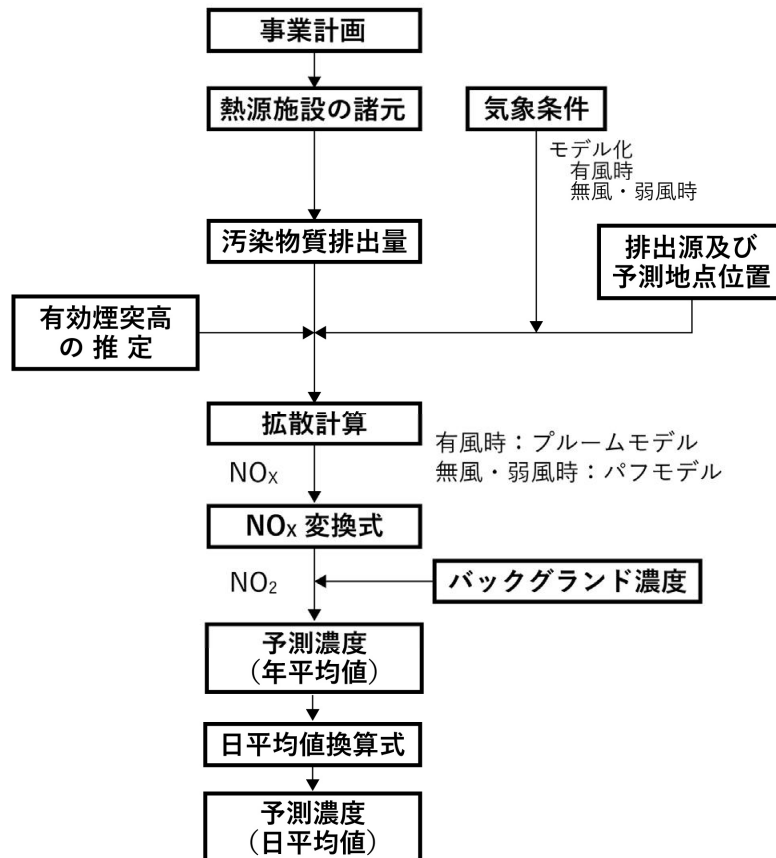 事業計画
熱源施設の諸元
気象条件
モデル化
有風時
無風・弱風時
汚染物質排出量
排出源及び
予測地点位置
有効煙突高
の 推 定
拡散計算
有風時：プルームモデル
無風・弱風時：パフモデル
NOX
NOX 変換式
NO2
バックグランド濃度
予測濃度
（年平均値）
日平均値換算式
予測濃度
（日平均値）